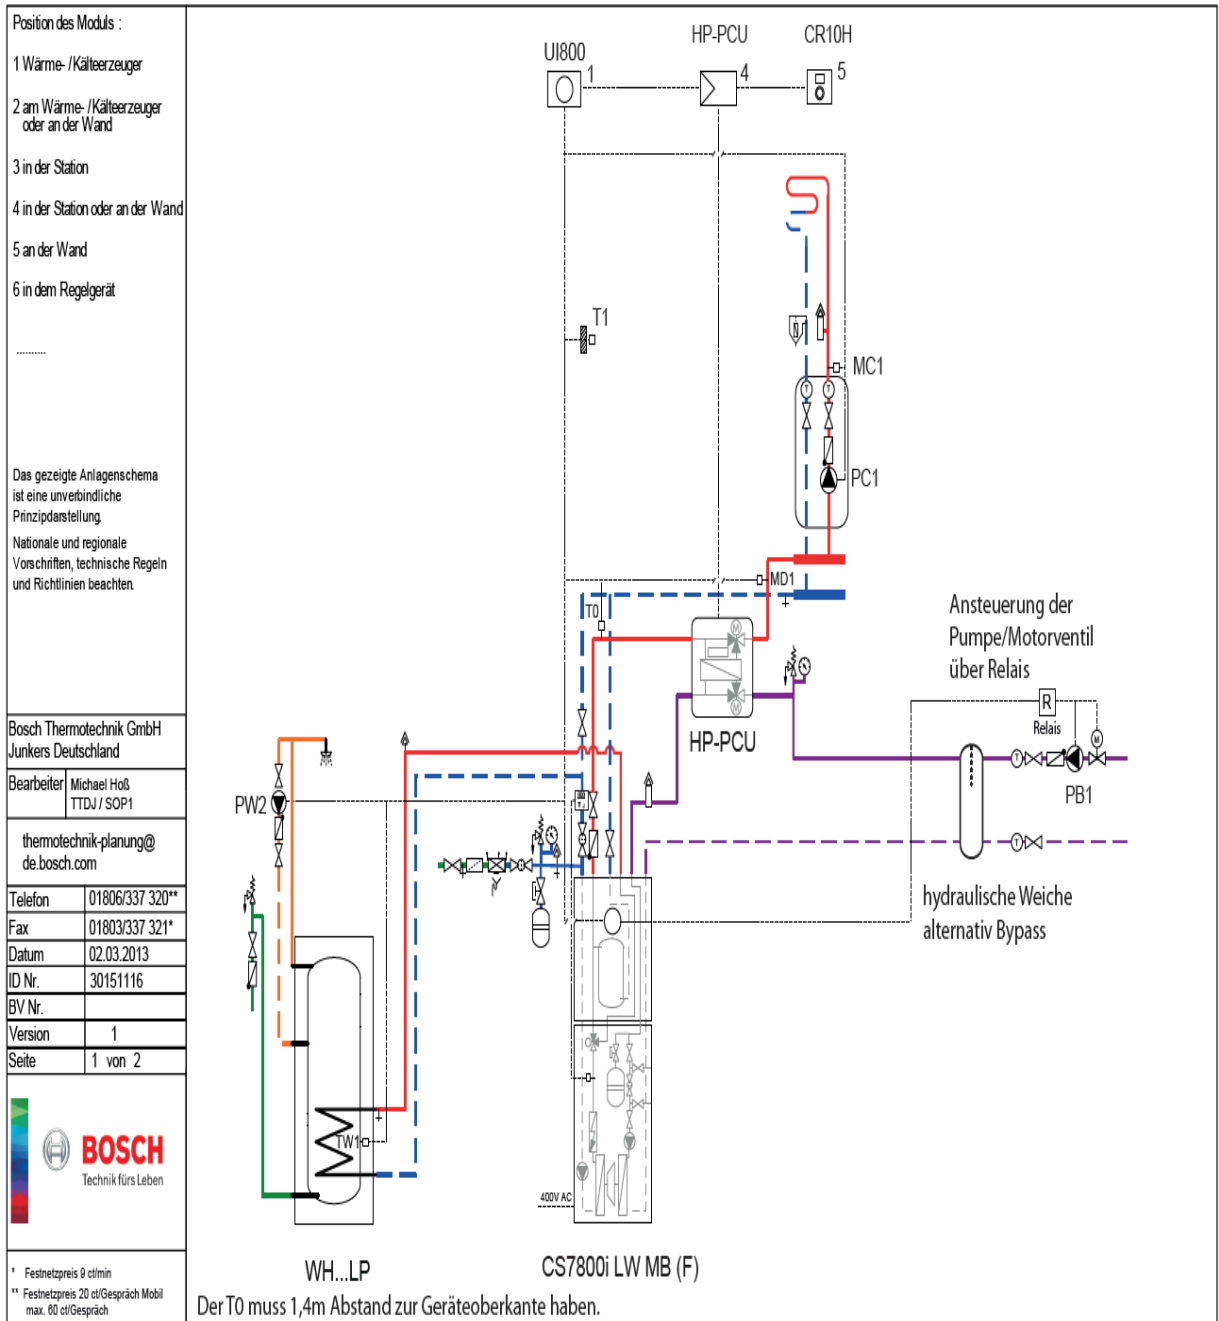 Position des Moduls :
1 Wärme- /Kälteerzeuger
2 am Wärme- /Kälteerzeuger
oder an der Wand
3 in der Station
4 in der Station oder an der Wand
5 an der Wand
6 in dem Regelgerät
..........
Das gezeigte Anlagenschema
ist eine unverbindliche
Prinzipdarstellung.
Nationale und regionale
Vorschriften, technische Regeln
und Richtlinien beachten.
Bosch Thermotechnik GmbH
Junkers Deutschland
Bearbeiter Michael Hoß
TTDJ / SOP1
thermotechnik-planung@
de.bosch.com
Telefon 01806/337 320**
Fax 01803/337 321*
Datum 02.03.2013
ID Nr. 30151116
BV Nr.
Version 1
Seite 1 von 2
BOSCH
Technik fürs Leben
* Festnetzpreis 9 ct/min
** Festnetzpreis 20 ct/Gespräch Mobil
max. 60 ct/Gespräch
UI800
1
HP-PCU
4
CR10H
5
T1
T
T
MC1
PC1
MD1
T0
M
M
HP-PCU
Ansteuerung der
Pumpe/Motorventil
über Relais
R
Relais
M
T
PB1
T
hydraulische Weiche
alternativ Bypass
PW2
TW1
400V AC
WH...LP
CS7800i LW MB (F)
Der T0 muss 1,4m Abstand zur Geräteoberkante haben.